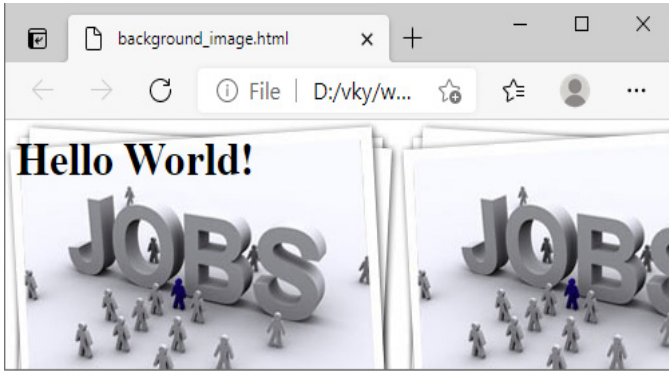 background_image.html
File | D:/vky/w...
Hello World!
JOBS
JOBS